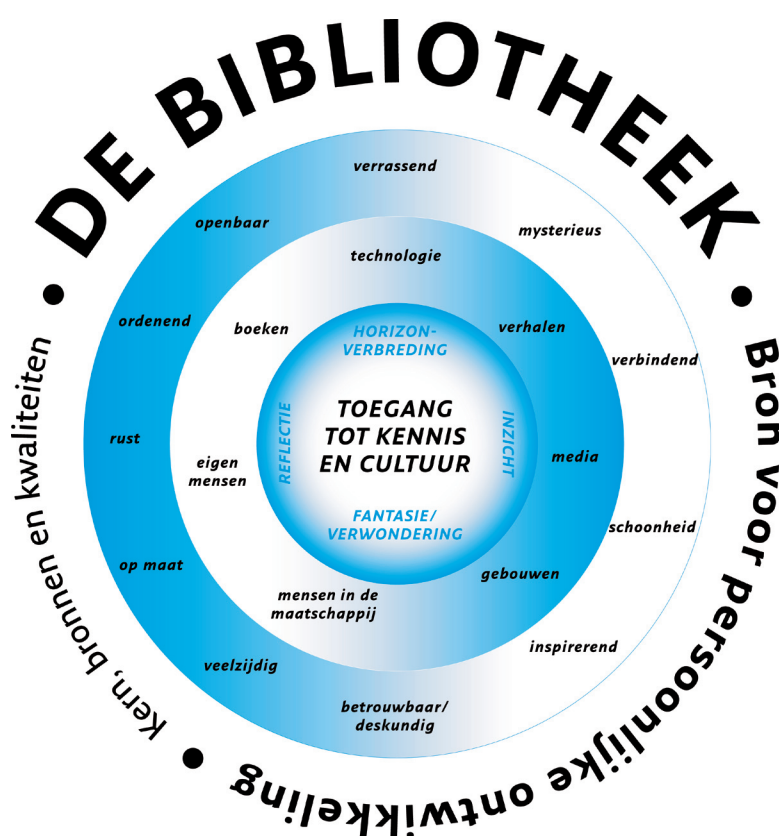 DE BIBLIOTHEEK
• Bron voor persoonlijke ontwikkeling
• Kern, bronnen en kwaliteiten •
verrassend
mysterieus
verbindend
schoonheid
inspirerend
betrouwbaar/
deskundig
veelzijdig
op maat
rust
ordenend
openbaar
technologie
verhalen
media
gebouwen
mensen in de
maatschappij
eigen
mensen
boeken
HORIZON-
VERBREDING
INZICHT
FANTASIE/
VERWONDERING
REFLECTIE
TOEGANG
TOT KENNIS
EN CULTUUR